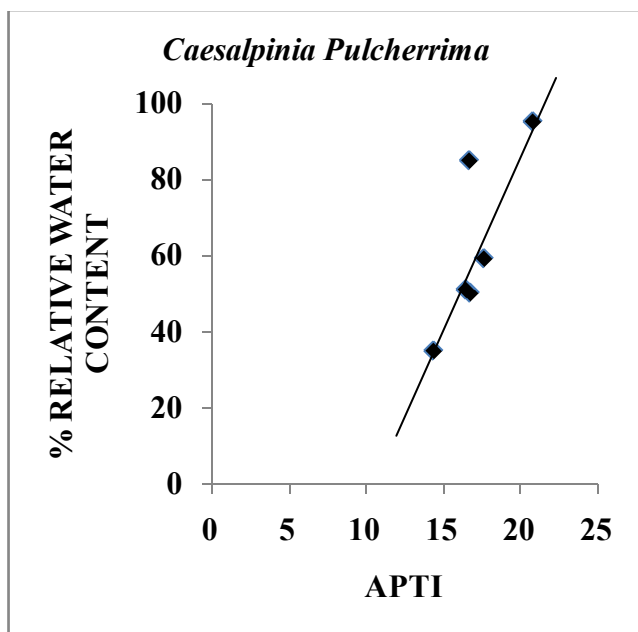 Caesalpinia Pulcherrima
% RELATIVE WATER
CONTENT
100
80
60
40
20
0
0 5 10 15 20 25
APTI